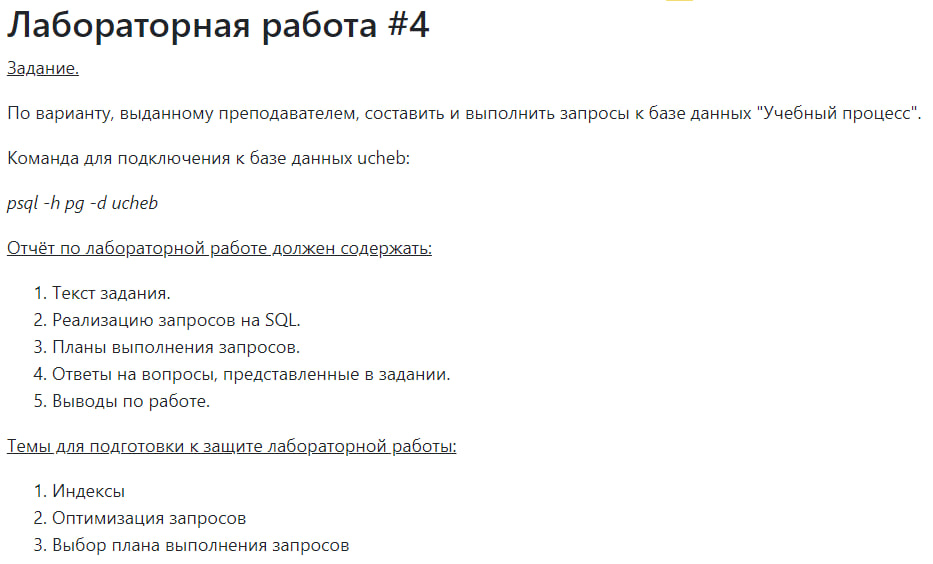 Лабораторная работа #4
Задание.
По варианту, выданному преподавателем, составить и выполнить запросы к базе данных "Учебный процесс".
Команда для подключения к базе данных ucheb:
psql -h pg -d ucheb
Отчёт по лабораторной работе должен содержать:
1. Текст задания.
2. Реализацию запросов на SQL.
3. Планы выполнения запросов.
4. Ответы на вопросы, представленные в задании.
5. Выводы по работе.
Темы для подготовки к защите лабораторной работы:
1. Индексы
2. Оптимизация запросов
3. Выбор плана выполнения запросов